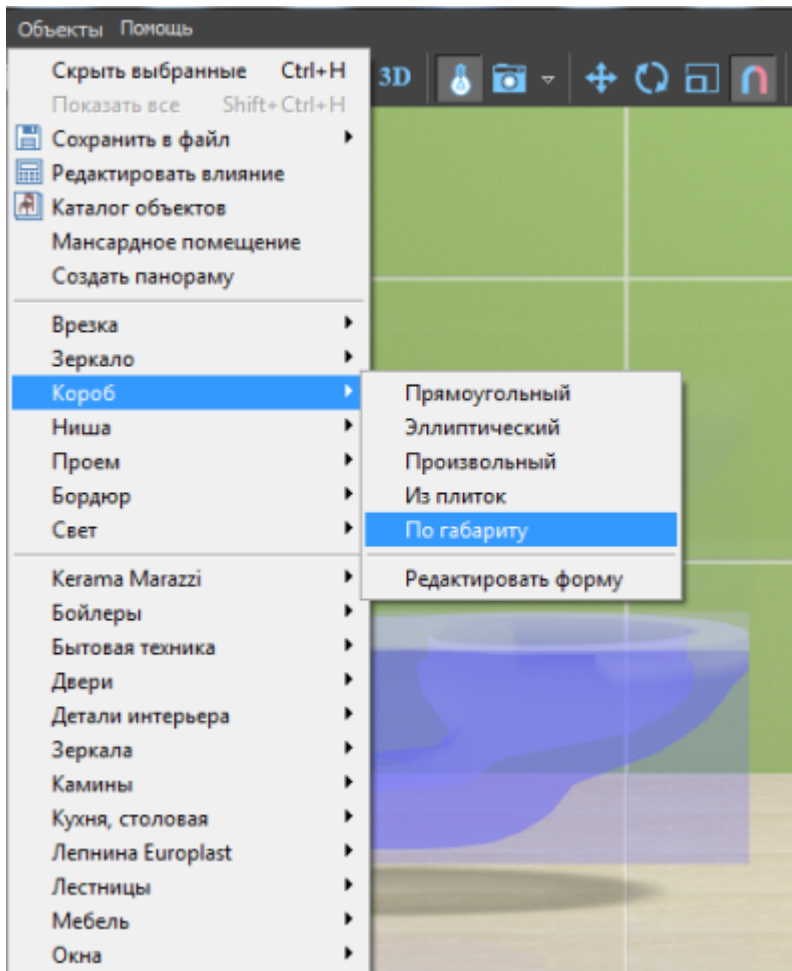 Объекты Помощь
Скрыть выбранные Ctrl+H
3D
Показать все Shift+Ctrl+H
Сохранить в файл
Редактировать влияние
Каталог объектов
Мансардное помещение
Создать панораму
Врезка
Зеркало
Короб
Прямоугольный
Ниша
Эллиптический
Проем
Произвольный
Бордюр
Из плиток
Свет
По габариту
Kerama Marazzi
Редактировать форму
Бойлеры
Бытовая техника
Двери
Детали интерьера
Зеркала
Камины
Кухня, столовая
Лепнина Europlast
Лестницы
Мебель
Окна